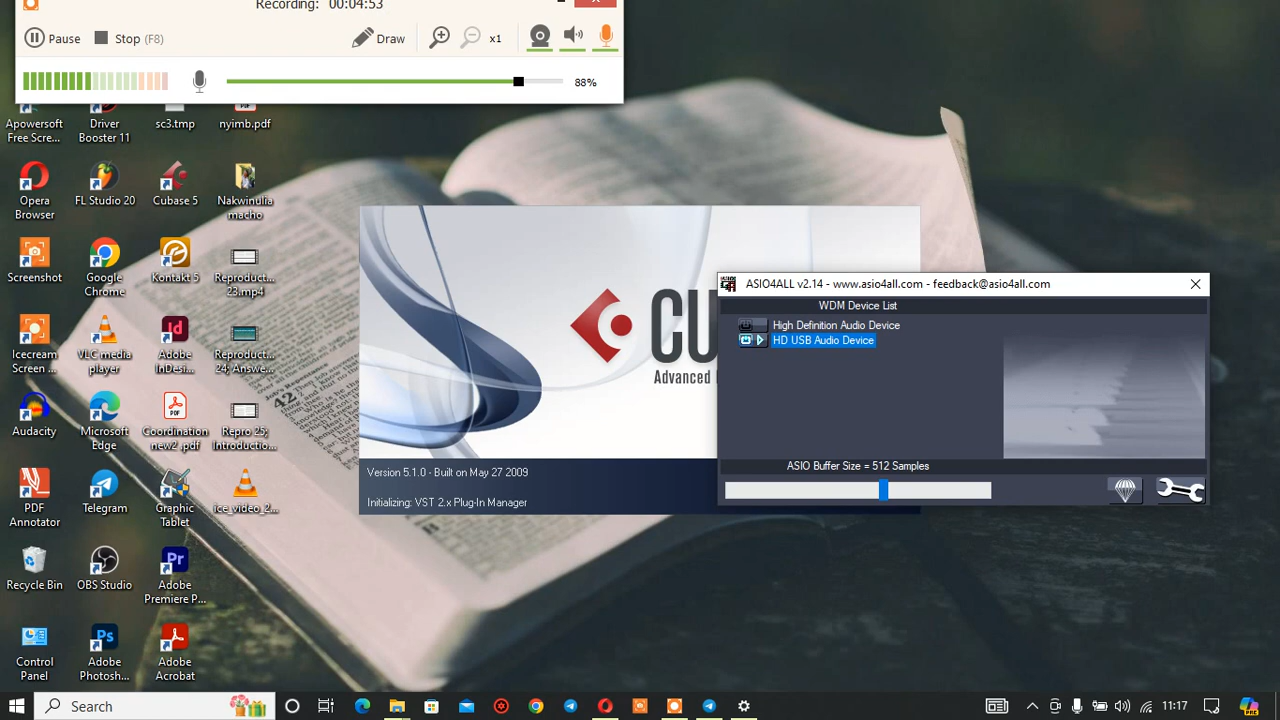 Recording: 00:04:53
Pause
Stop (F8)
Draw
x1
88%
Apowersoft
Free Scre...
Driver
Booster 11
sc3.tmp
nyimb.pdf
Opera
Browser
FL Studio 20
Cubase 5
Nakwinulia
macho
Screenshot
Google
Chrome
Kontakt 5
Reproduct...
23.mp4
Icecream
Screen ...
VLC media
player
Adobe
InDesi...
Reproduct...
24; Answe...
Audacity
Microsoft
Edge
Coordination
new2 .pdf
Repro 25;
Introductio...
PDF
Annotator
Telegram
Graphic
Tablet
ice_video_2...
Recycle Bin
OBS Studio
Adobe
Premiere P...
Control
Panel
Adobe
Photosh...
Adobe
Acrobat
42
CU
Advanced
Version 5.1.0 - Built on May 27 2009
Initializing: VST 2.x Plug-In Manager
ASIO4ALL v2.14 - www.asio4all.com - feedback@asio4all.com
WDM Device List
High Definition Audio Device
HD USB Audio Device
ASIO Buffer Size = 512 Samples
Search
11:17